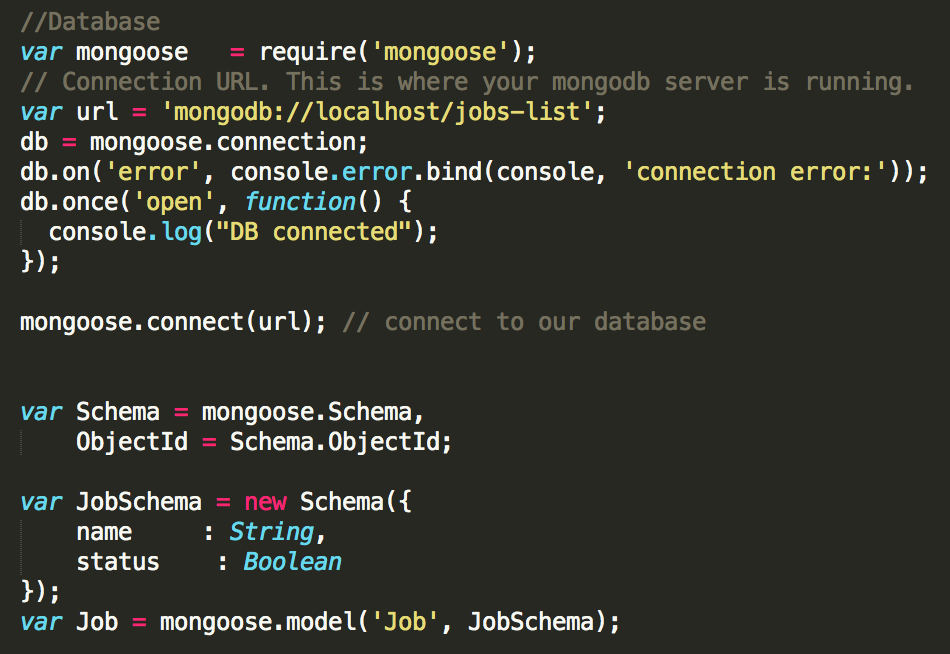 //Database
var mongoose   = require('mongoose');
// Connection URL. This is where your mongodb server is running.
var url = 'mongodb://localhost/jobs-list';
db = mongoose.connection;
db.on('error', console.error.bind(console, 'connection error:'));
db.once('open', function() {
  console.log("DB connected");
});

mongoose.connect(url); // connect to our database


var Schema = mongoose.Schema,
    ObjectId = Schema.ObjectId;

var JobSchema = new Schema({
    name     : String,
    status    : Boolean
});
var Job = mongoose.model('Job', JobSchema);